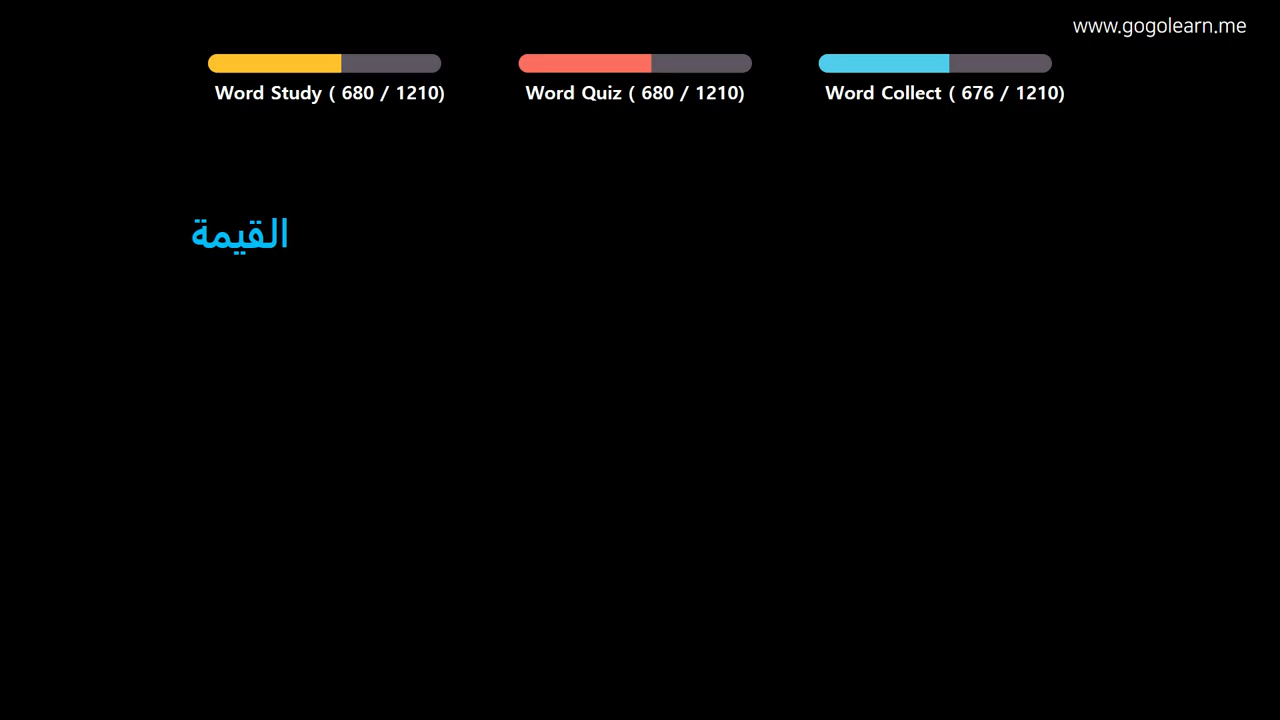 www.gogolearn.me
Word Study ( 680 / 1210)
Word Quiz ( 680 / 1210)
Word Collect ( 676 / 1210)
القيمة